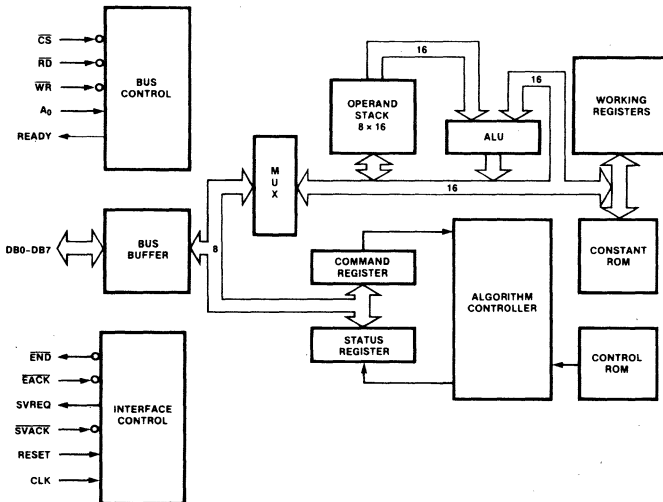 CS
RD
WR
A0
READY
BUS
CONTROL
DB0–DB7
BUS
BUFFER
8
END
EACK
SVREQ
SVACK
RESET
CLK
INTERFACE
CONTROL
M
U
X
16
OPERAND
STACK
8 × 16
ALU
16
16
WORKING
REGISTERS
CONSTANT
ROM
COMMAND
REGISTER
STATUS
REGISTER
ALGORITHM
CONTROLLER
CONTROL
ROM